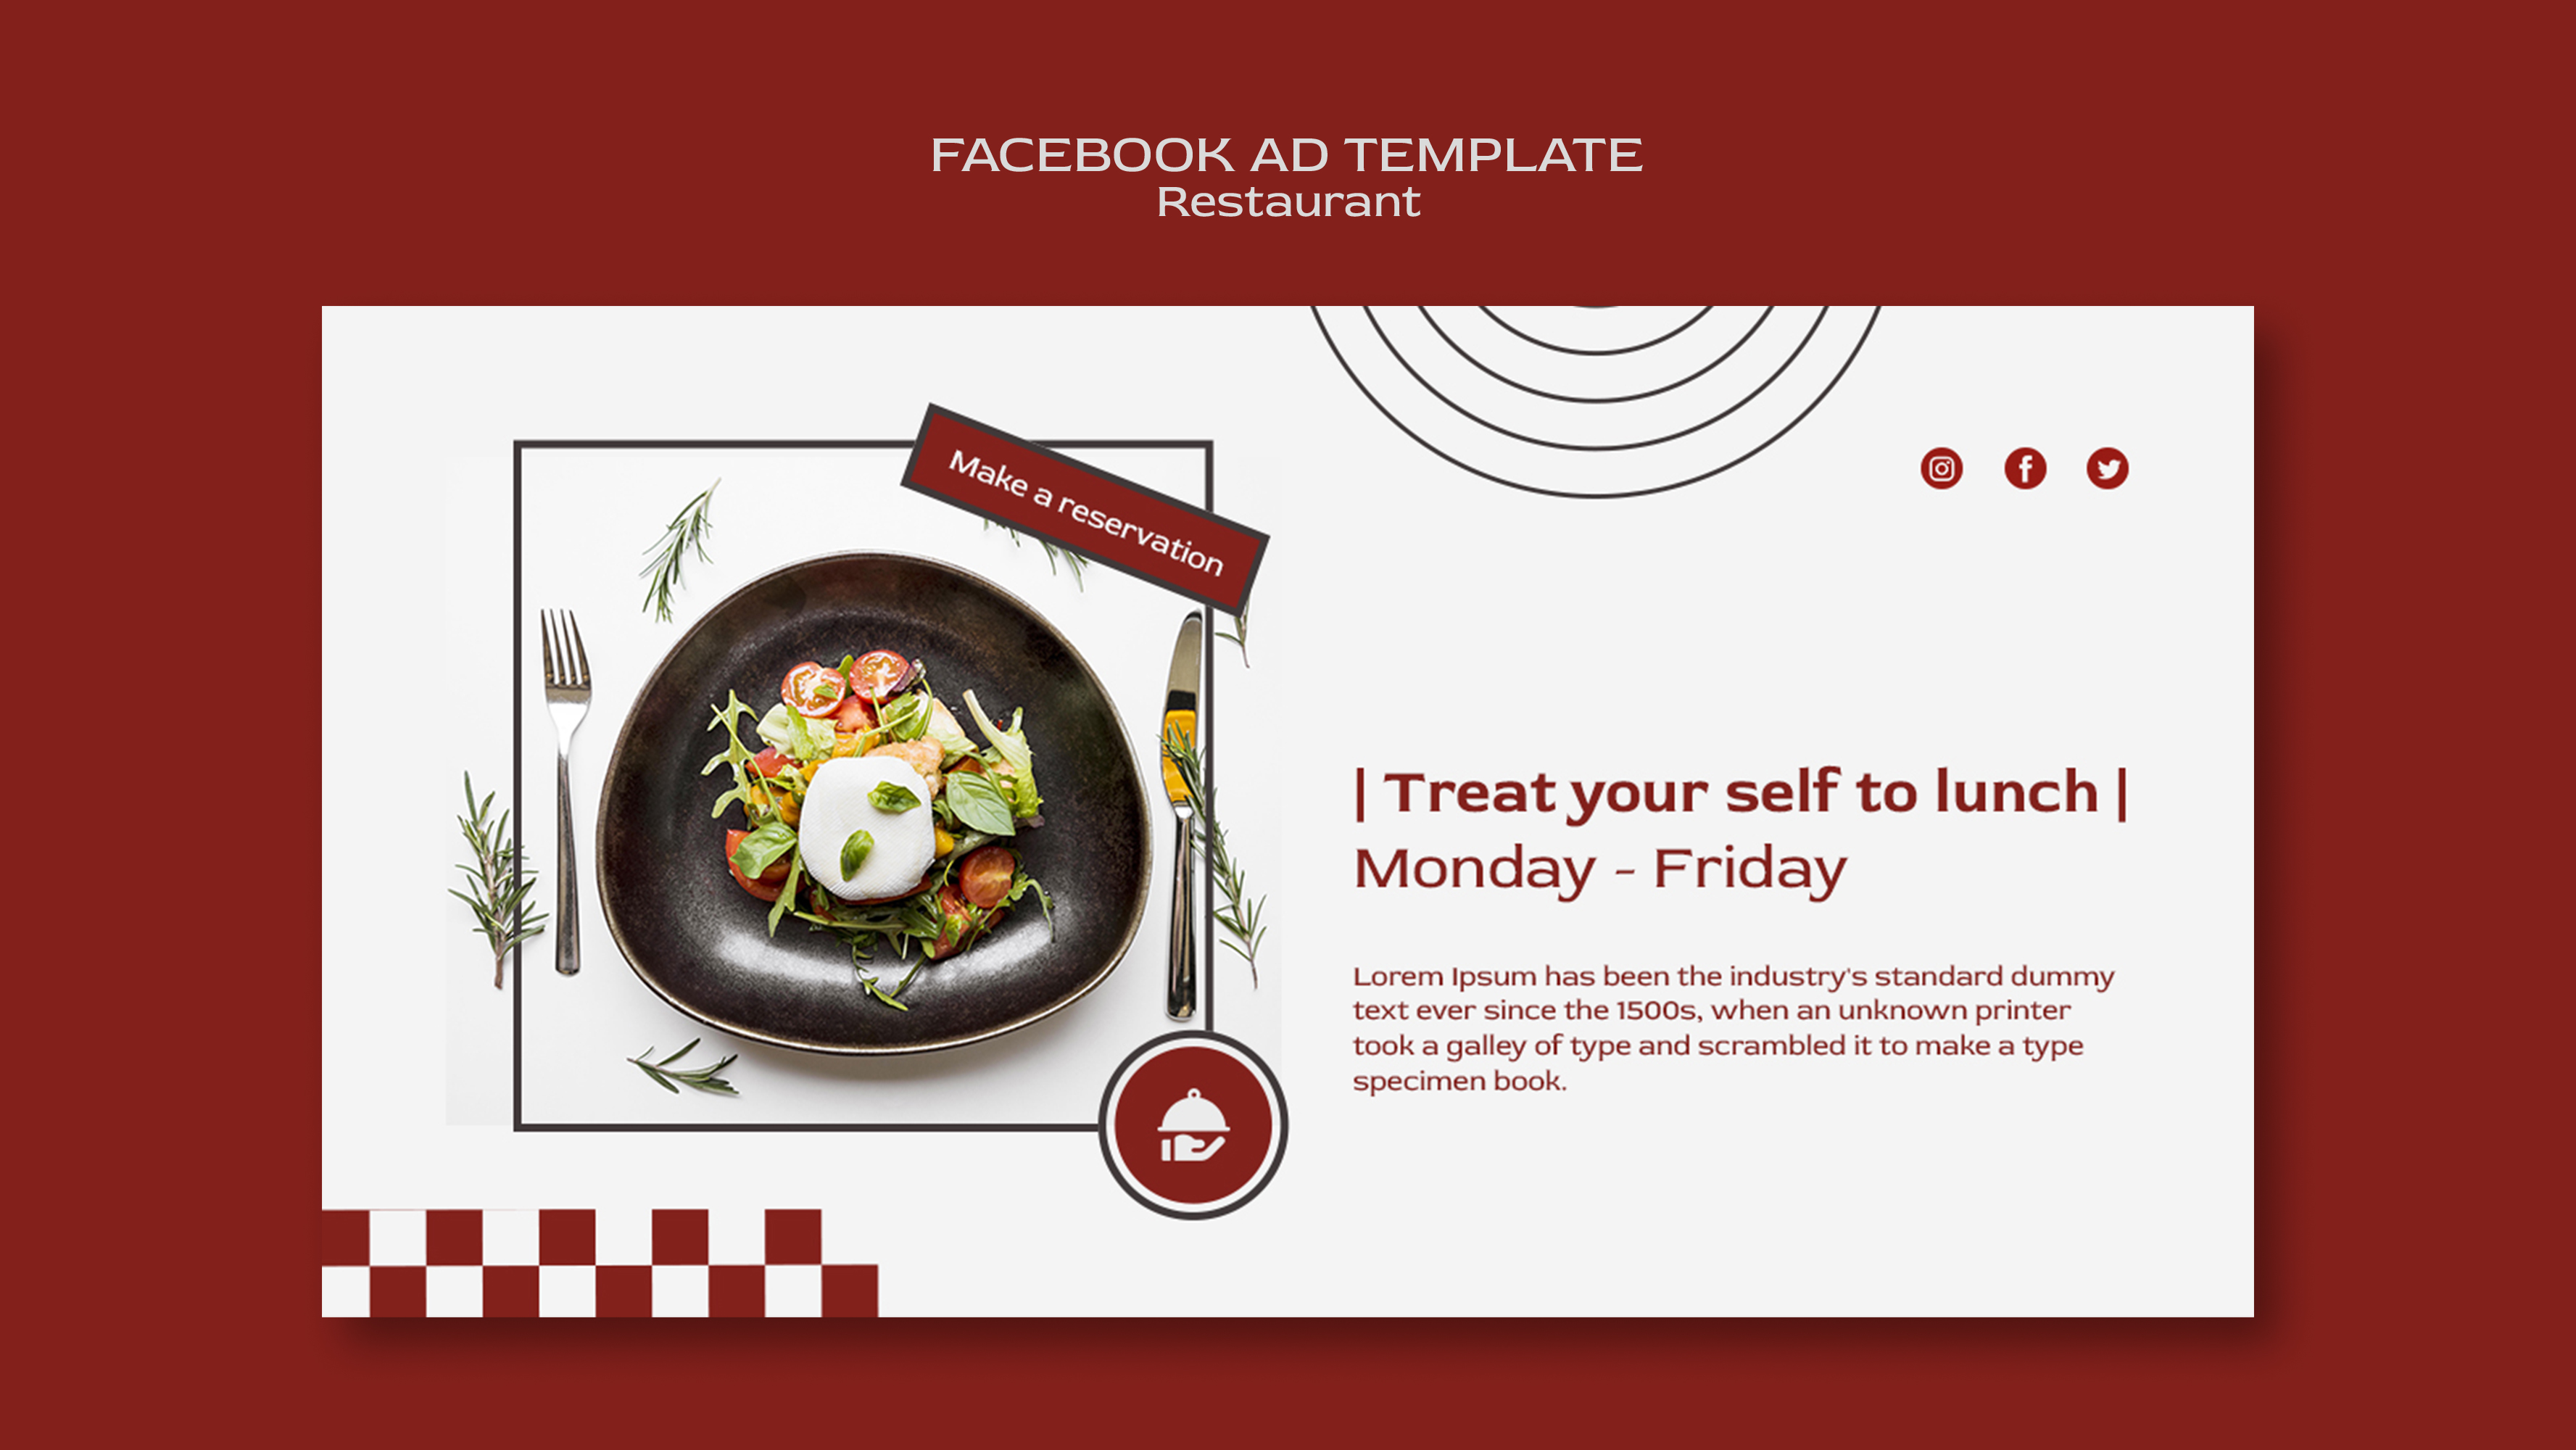 FACEBOOK AD TEMPLATE
Restaurant
Make a reservation
| Treat your self to lunch |
Monday - Friday
Lorem Ipsum has been the industry's standard dummy
text ever since the 1500s, when an unknown printer
took a galley of type and scrambled it to make a type
specimen book.